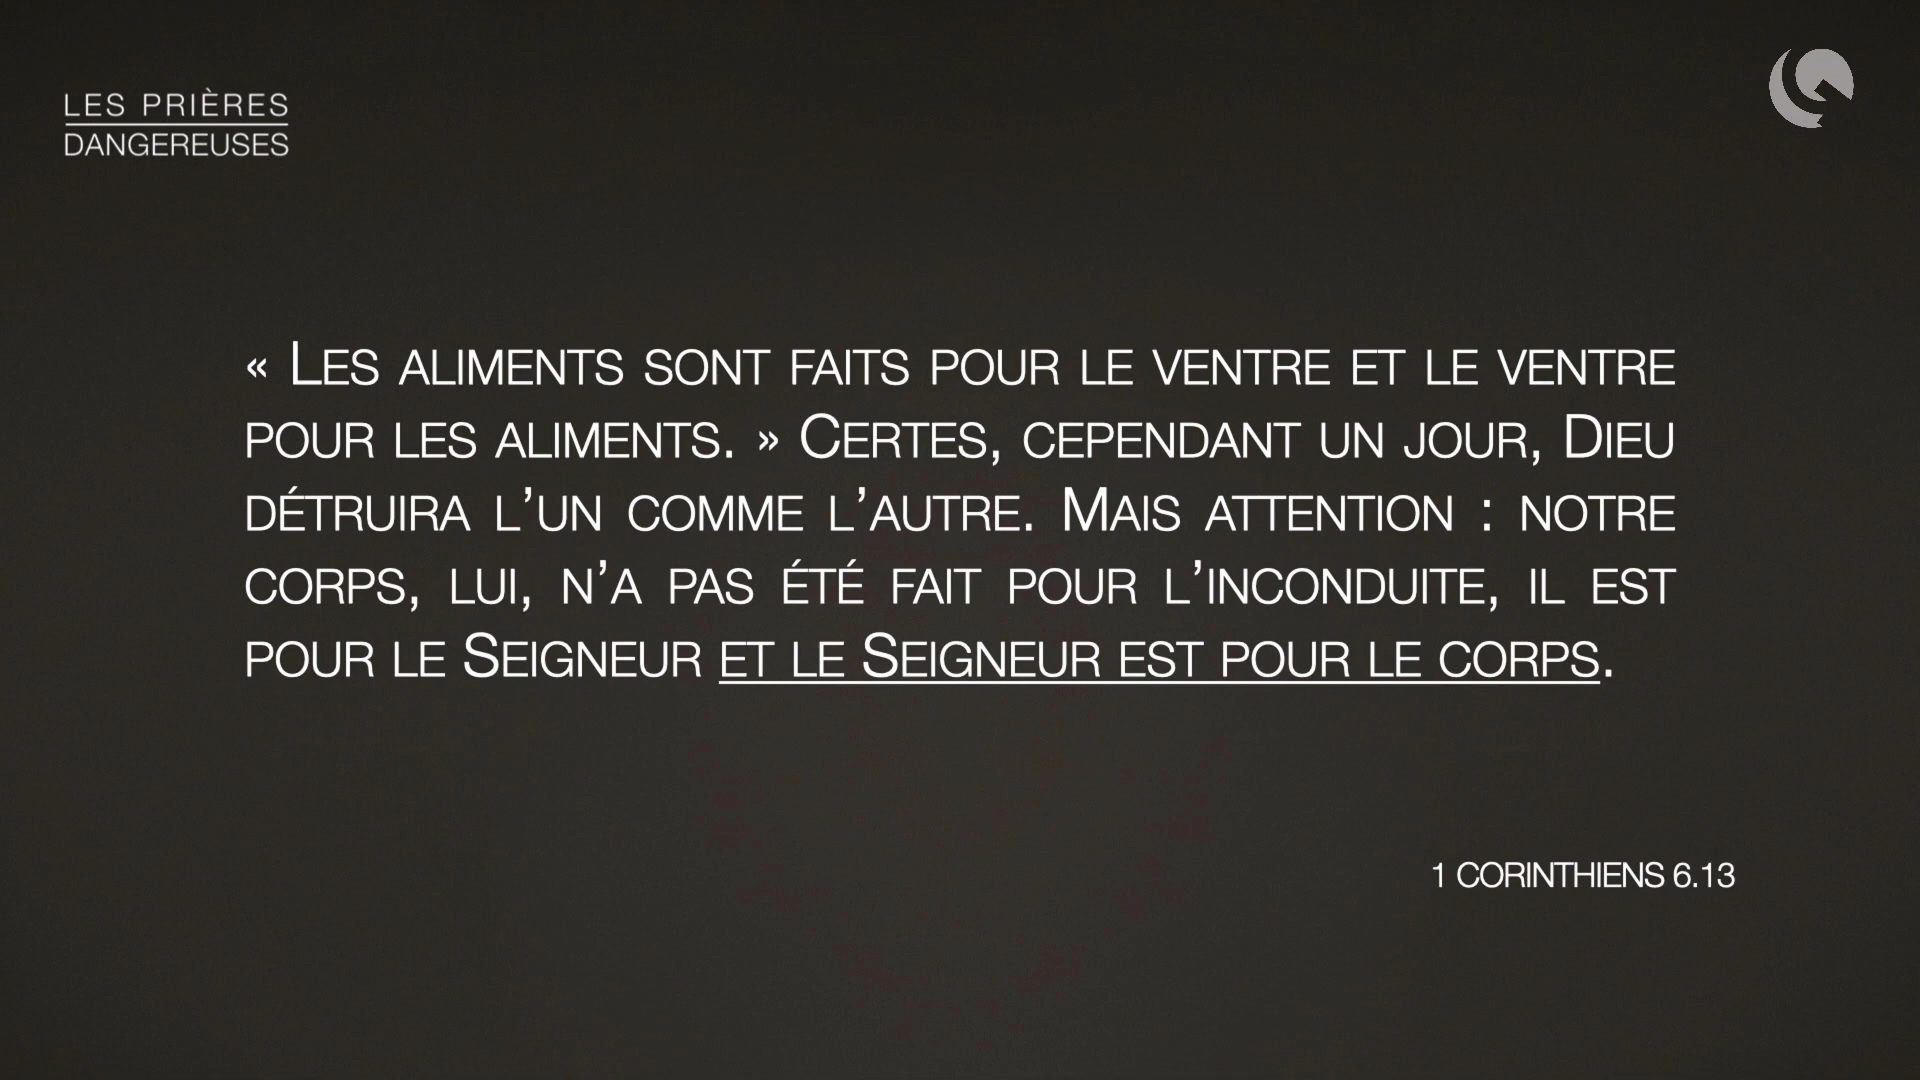 LES PRIÈRES
DANGEREUSES
« Les aliments sont faits pour le ventre et le ventre
pour les aliments. » Certes, cependant un jour, Dieu
détruira l’un comme l’autre. Mais attention : notre
corps, lui, n’a pas été fait pour l’inconduite, il est
pour le Seigneur et le Seigneur est pour le corps.
1 CORINTHIENS 6.13